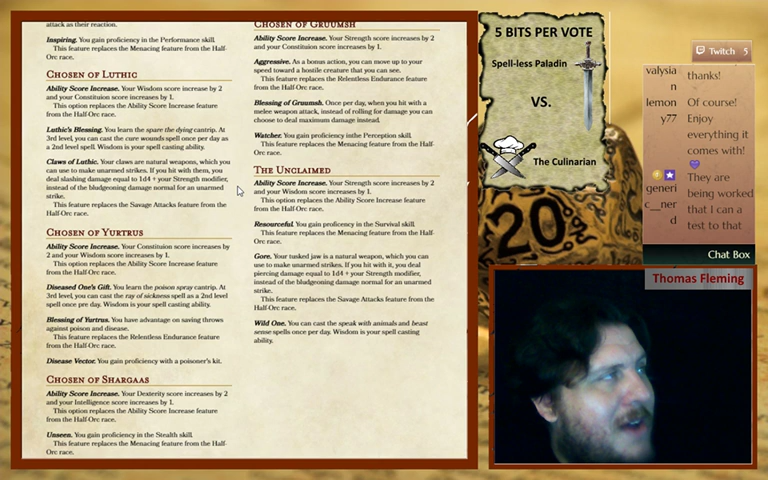 attack as their reaction.
Inspiring. You gain proficiency in the Performance skill.
This feature replaces the Menacing feature from the Half-
Orc race.
Chosen of Luthic
Ability Score Increase. Your Wisdom score increase by 2
and your Constituion score increases by 1.
This option replaces the Ability Score Increase feature
from the Half-Orc.
Luthic's Blessing. You learn the spare the dying cantrip. At
3rd level, you can cast the cure wounds spell once per day as
a 2nd level spell. Wisdom is your spell casting ability.
Claws of Luthic. Your claws are natural weapons, which you
can use to make unarmed strikes. If you hit with them, you
deal slashing damage equal to 1d4 + your Strength modifier,
instead of the bludgeoning damage normal for an unarmed
strike.
This feature replaces the Savage Attacks feature from the
Half-Orc.
Chosen of Yurtrus
Ability Score Increase. Your Constituion score increases by
2 and your Wisdom score increases by 1.
This option replaces the Ability Score Increase feature
from the Half-Orc.
Diseased One's Gift. You learn the poison spray cantrip. At
3rd level, you can cast the ray of sickness spell as a 2nd level
spell once per day. Wisdom is your spell casting ability.
Blessing of Yurtrus. You have advantage on saving throws
against poison and disease.
This feature replaces the Relentless Endurance feature
from the Half-Orc.
Disease Vector. You gain proficiency with a poisoner's kit.
Chosen of Shargaas
Ability Score Increase. Your Dexterity score increases by 2
and your Intelligence score increases by 1.
This option replaces the Ability Score Increase feature
from the Half-Orc.
Unseen. You gain proficiency in the Stealth skill.
This feature replaces the Menacing feature from the Half-
Orc race.
Chosen of Gruumsh
Ability Score Increase. Your Strength score increases by 2
and your Constituion score increases by 1.
Aggressive. As a bonus action, you can move up to your
speed toward a hostile creature that you can see.
This feature replaces the Relentless Endurance feature
from the Half-Orc.
Blessing of Gruumsh. Once per day, when you hit with a
melee weapon attack, instead of rolling for damage you can
choose to deal maximum damage instead.
Watcher. You gain proficiency inthe Perception skill.
This feature replaces the Menacing feature from the Half-
Orc race.
The Unclaimed
Ability Score Increase. Your Strength score increases by 2
and your Wisdom score increases by 1.
This option replaces the Ability Score Increase feature
from the Half-Orc.
Resourceful. You gain proficiency in the Survival skill.
This feature replaces the Menacing feature from the Half-
Orc race.
Gore. Your tusked jaw is a natural weapon, which you can
use to make unarmed strikes. If you hit with it, you deal
piercing damage equal to 1d4 + your Strength modifier,
instead of the bludgeoning damage normal for an unarmed
strike.
This feature replaces the Savage Attacks feature from the
Half-Orc.
Wild One. You can cast the speak with animals and beast
sense spells once per day. Wisdom is your spell casting
ability.
5 BITS PER VOTE
Spell-less Paladin
VS.
The Culinarian
20
Twitch 5
valysia
n
thanks!
lemon
y77
Of course!
Enjoy
everything it
comes with!
generi
c__ner
d
They are
being worked
that I can a
test to that
Chat Box
Thomas Fleming